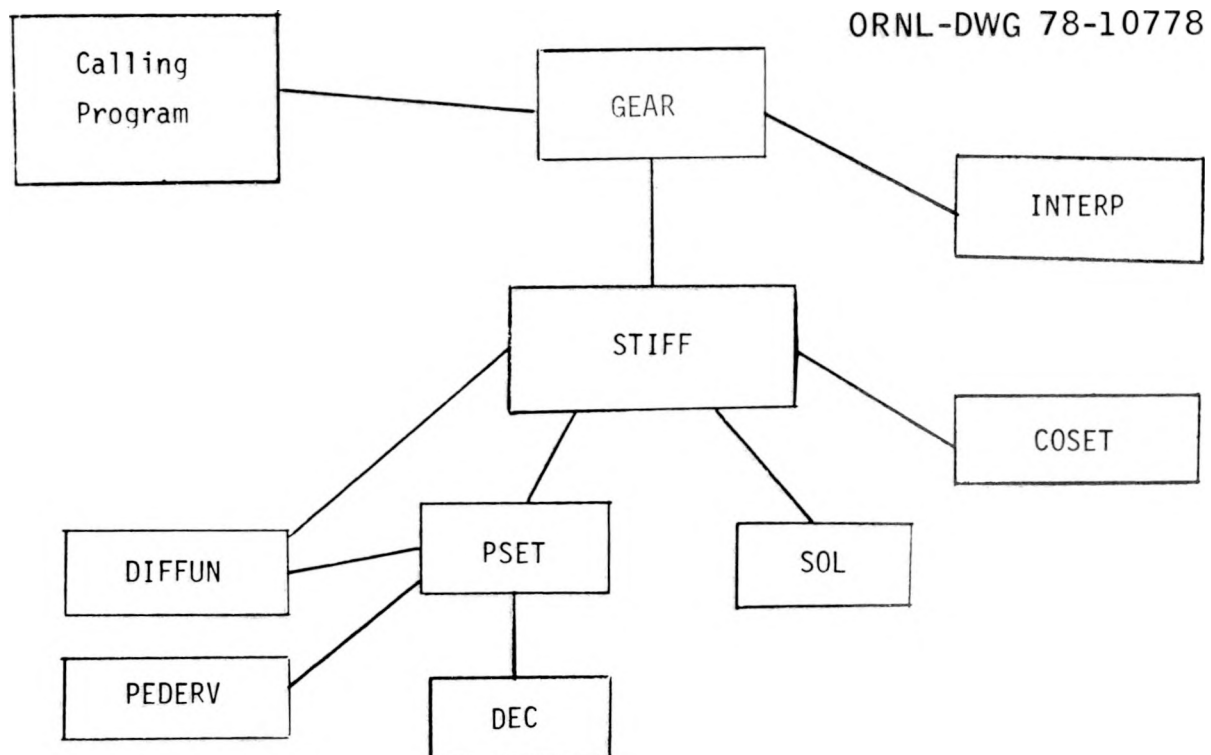 ORNL-DWG 78-10778
Calling
Program
GEAR
INTERP
STIFF
COSET
DIFFUN
PSET
SOL
PEDERV
DEC